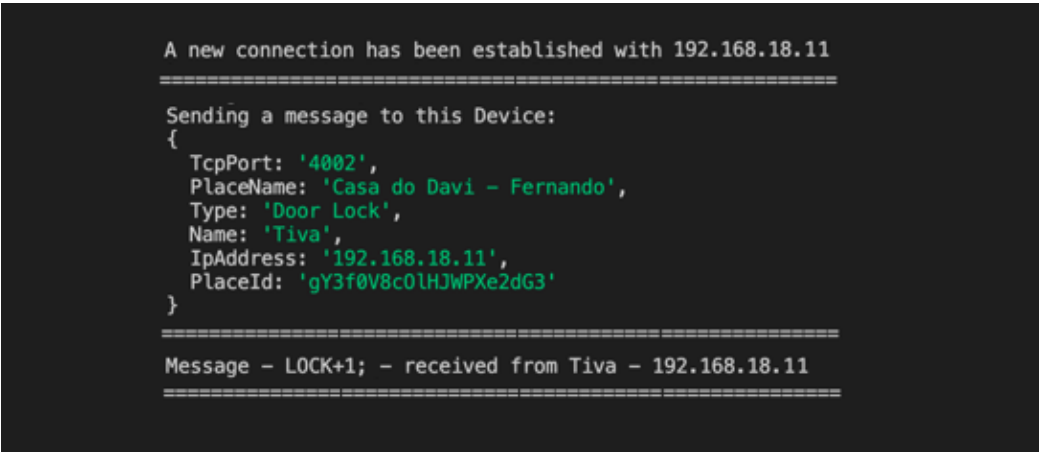 A new connection has been established with 192.168.18.11
=========================================================
Sending a message to this Device:
{
  TcpPort: '4002',
  PlaceName: 'Casa do Davi – Fernando',
  Type: 'Door Lock',
  Name: 'Tiva',
  IpAddress: '192.168.18.11',
  PlaceId: 'gY3f0V8cOlHJWPXe2dG3'
}
=========================================================
Message – LOCK+1; – received from Tiva – 192.168.18.11
=========================================================